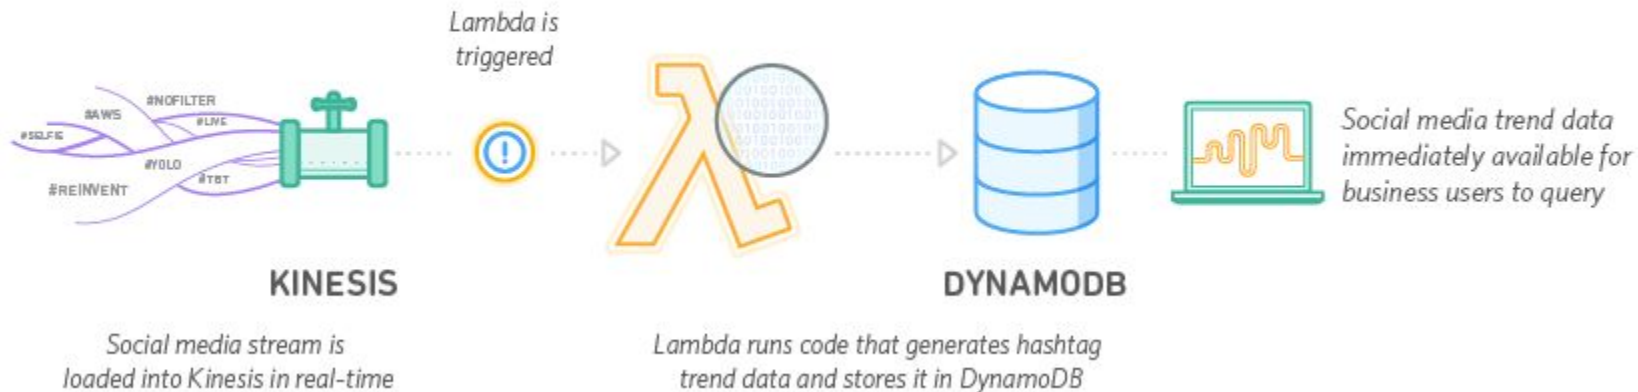 Lambda is
triggered
#NOFILTER
#AWS
#LIVE
#SELFIE
#YOLO
#TBT
#REINVENT
Social media trend data
immediately available for
business users to query
KINESIS
DYNAMODB
Social media stream is
loaded into Kinesis in real-time
Lambda runs code that generates hashtag
trend data and stores it in DynamoDB